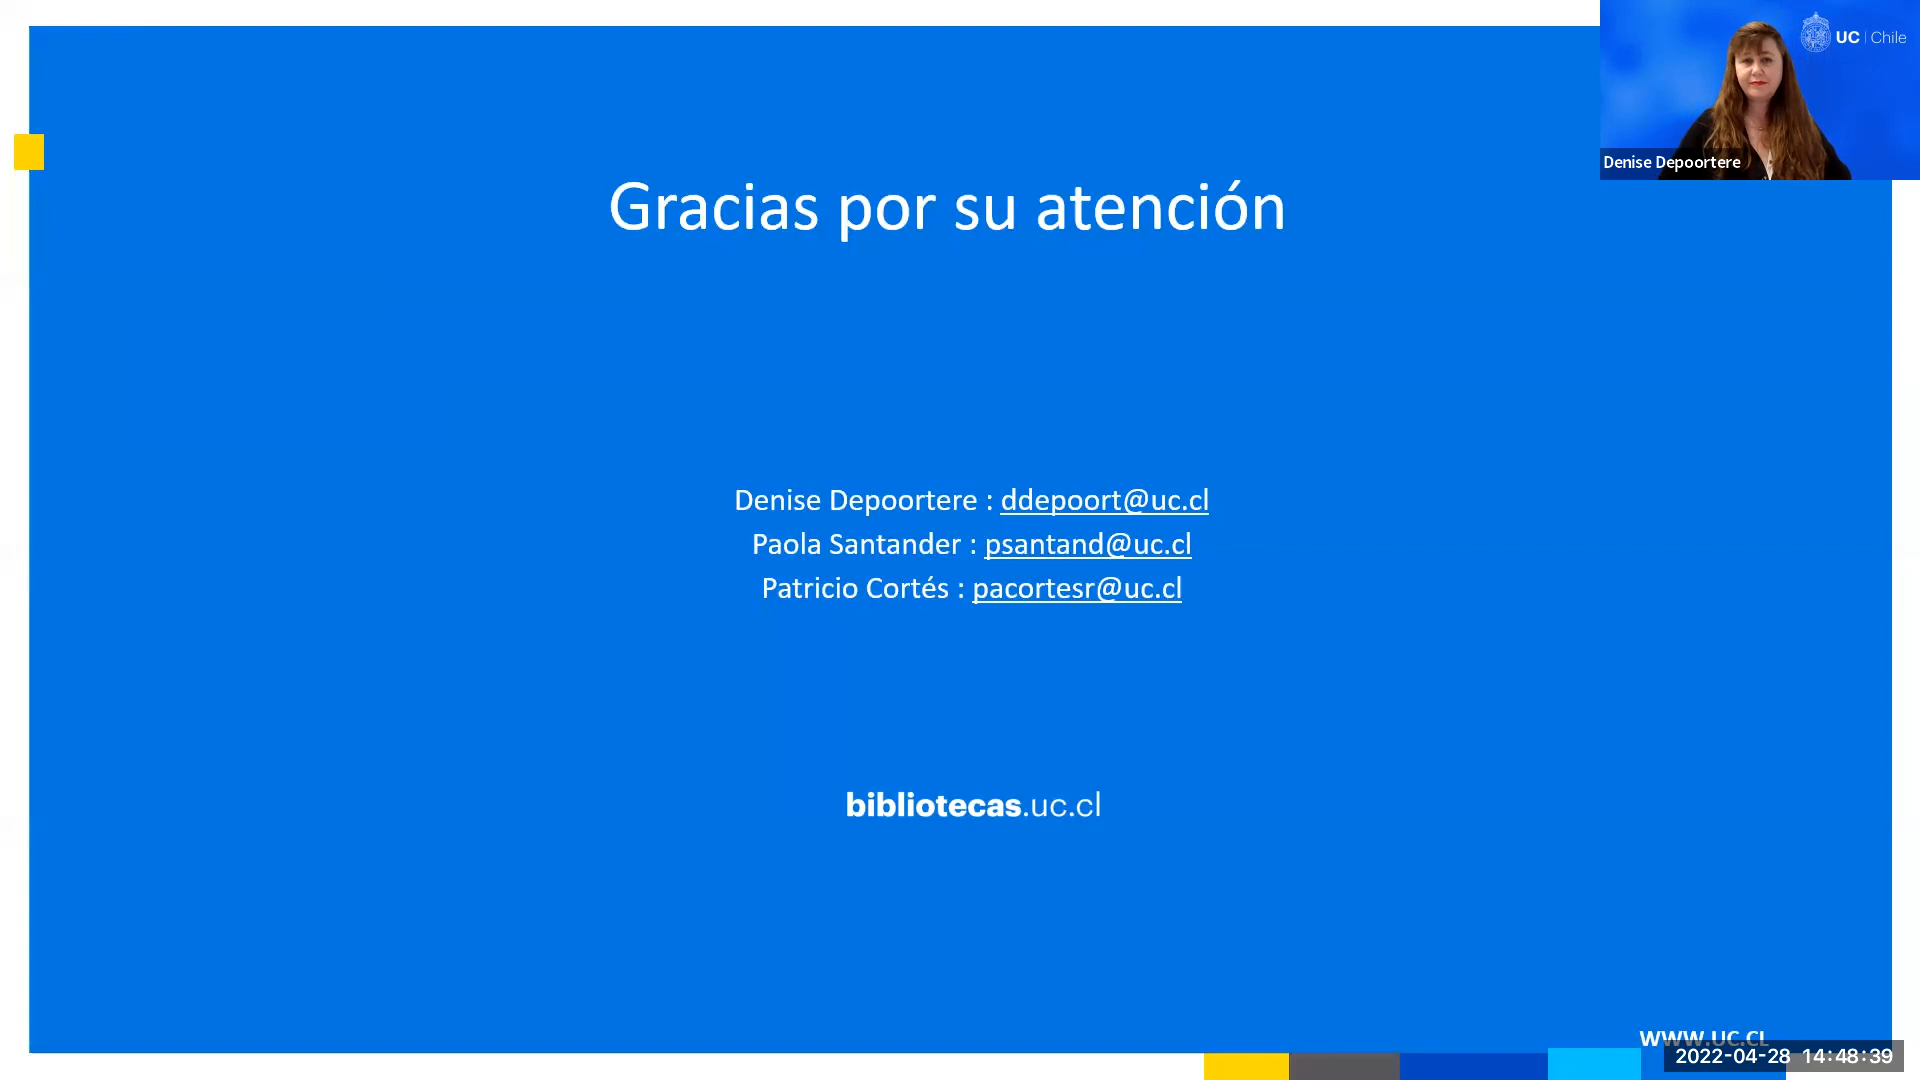 UC | Chile
Denise Depoortere
Gracias por su atención
Denise Depoortere : ddepoort@uc.cl
Paola Santander : psantand@uc.cl
Patricio Cortés : pacortesr@uc.cl
bibliotecas.uc.cl
WWW.UC.CL
2022-04-28 14:48:39